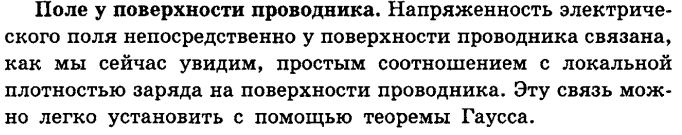 Поле у поверхности проводника. Напряженность электриче-
ского поля непосредственно у поверхности проводника связана,
как мы сейчас увидим, простым соотношением с локальной
плотностью заряда на поверхности проводника. Эту связь мож-
но легко установить с помощью теоремы Гаусса.